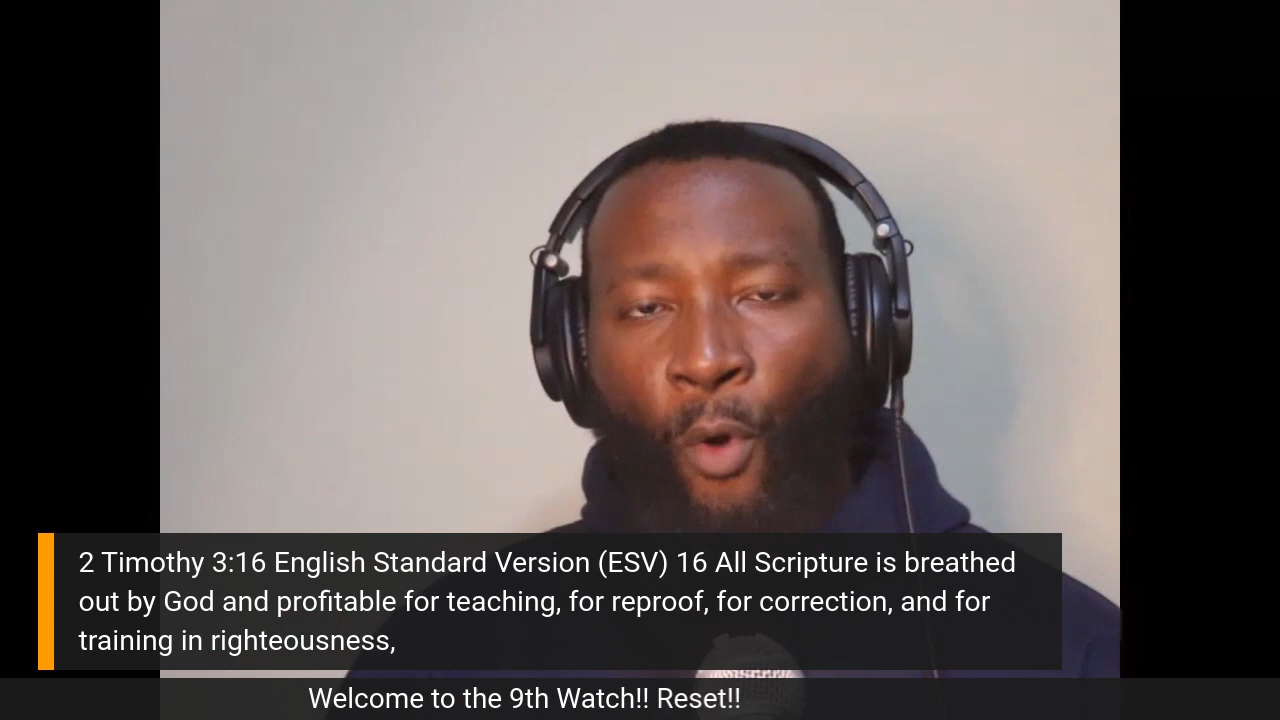 2 Timothy 3:16 English Standard Version (ESV) 16 All Scripture is breathed
out by God and profitable for teaching, for reproof, for correction, and for
training in righteousness,
Welcome to the 9th Watch!! Reset!!